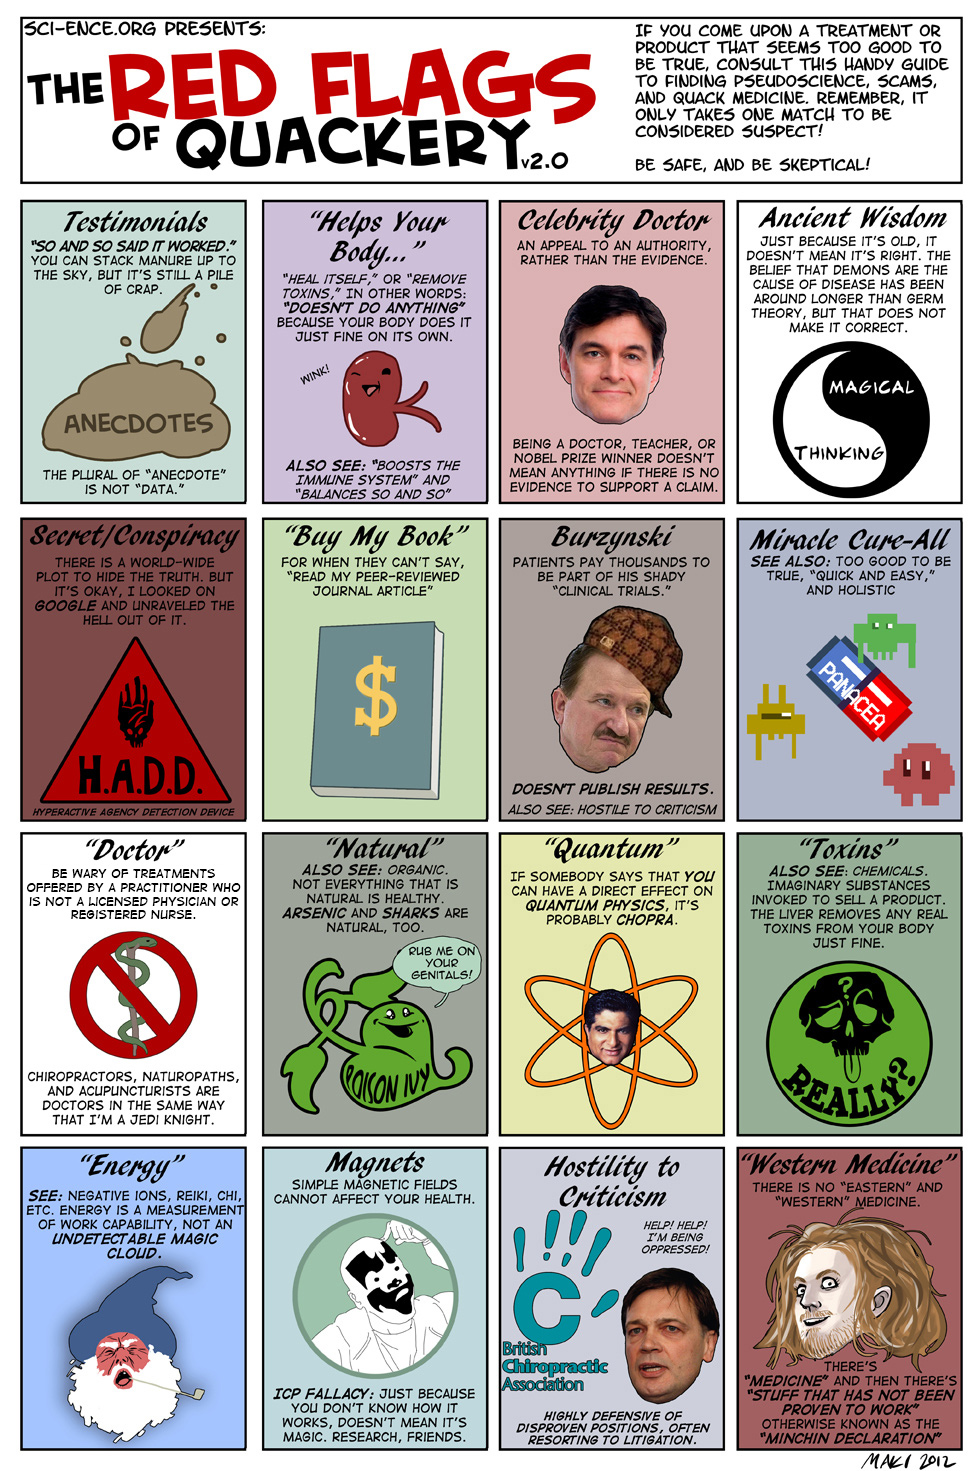 SCI-ENCE.ORG PRESENTS:
THE RED FLAGS
OF QUACKERY v2.0
IF YOU COME UPON A TREATMENT OR
PRODUCT THAT SEEMS TOO GOOD TO
BE TRUE, CONSULT THIS HANDY GUIDE
TO FINDING PSEUDOSCIENCE, SCAMS,
AND QUACK MEDICINE. REMEMBER, IT
ONLY TAKES ONE MATCH TO BE
CONSIDERED SUSPECT!
BE SAFE, AND BE SKEPTICAL!
Testimonials
"SO AND SO SAID IT WORKED."
YOU CAN STACK MANURE UP TO
THE SKY, BUT IT'S STILL A PILE
OF CRAP.
ANECDOTES
THE PLURAL OF "ANECDOTE"
IS NOT "DATA."
"Helps Your
Body..."
"HEAL ITSELF," OR "REMOVE
TOXINS," IN OTHER WORDS:
"DOESN'T DO ANYTHING"
BECAUSE YOUR BODY DOES IT
JUST FINE ON ITS OWN.
WINK!
ALSO SEE: "BOOSTS THE
IMMUNE SYSTEM" AND
"BALANCES SO AND SO"
Celebrity Doctor
AN APPEAL TO AN AUTHORITY,
RATHER THAN THE EVIDENCE.
BEING A DOCTOR, TEACHER, OR
NOBEL PRIZE WINNER DOESN'T
MEAN ANYTHING IF THERE IS NO
EVIDENCE TO SUPPORT A CLAIM.
Ancient Wisdom
JUST BECAUSE IT'S OLD, IT
DOESN'T MEAN IT'S RIGHT. THE
BELIEF THAT DEMONS ARE THE
CAUSE OF DISEASE HAS BEEN
AROUND LONGER THAN GERM
THEORY, BUT THAT DOES NOT
MAKE IT CORRECT.
MAGICAL
THINKING
Secret/Conspiracy
THERE IS A WORLD-WIDE
PLOT TO HIDE THE TRUTH. BUT
IT'S OKAY, I LOOKED ON
GOOGLE AND UNRAVELED THE
HELL OUT OF IT.
H.A.D.D.
HYPERACTIVE AGENCY DETECTION DEVICE
"Buy My Book"
FOR WHEN THEY CAN'T SAY,
"READ MY PEER-REVIEWED
JOURNAL ARTICLE"
$
Burzynski
PATIENTS PAY THOUSANDS TO
BE PART OF HIS SHADY
"CLINICAL TRIALS."
DOESN'T PUBLISH RESULTS.
ALSO SEE: HOSTILE TO CRITICISM
Miracle Cure-All
SEE ALSO: TOO GOOD TO BE
TRUE, "QUICK AND EASY,"
AND HOLISTIC
PANACEA
"Doctor"
BE WARY OF TREATMENTS
OFFERED BY A PRACTITIONER WHO
IS NOT A LICENSED PHYSICIAN OR
REGISTERED NURSE.
CHIROPRACTORS, NATUROPATHS,
AND ACUPUNCTURISTS ARE
DOCTORS IN THE SAME WAY
THAT I'M A JEDI KNIGHT.
"Natural"
ALSO SEE: ORGANIC.
NOT EVERYTHING THAT IS
NATURAL IS HEALTHY.
ARSENIC AND SHARKS ARE
NATURAL, TOO.
RUB ME ON
YOUR
GENITALS!
POISON IVY
"Quantum"
IF SOMEBODY SAYS THAT YOU
CAN HAVE A DIRECT EFFECT ON
QUANTUM PHYSICS, IT'S
PROBABLY CHOPRA.
"Toxins"
ALSO SEE: CHEMICALS.
IMAGINARY SUBSTANCES
INVOKED TO SELL A PRODUCT.
THE LIVER REMOVES ANY REAL
TOXINS FROM YOUR BODY
JUST FINE.
?
REALLY?
"Energy"
SEE: NEGATIVE IONS, REIKI, CHI,
ETC. ENERGY IS A MEASUREMENT
OF WORK CAPABILITY, NOT AN
UNDETECTABLE MAGIC
CLOUD.
Magnets
SIMPLE MAGNETIC FIELDS
CANNOT AFFECT YOUR HEALTH.
ICP FALLACY: JUST BECAUSE
YOU DON'T KNOW HOW IT
WORKS, DOESN'T MEAN IT'S
MAGIC. RESEARCH, FRIENDS.
Hostility to
Criticism
HELP! HELP!
I'M BEING
OPPRESSED!
C
British
Chiropractic
Association
HIGHLY DEFENSIVE OF
DISPROVEN POSITIONS, OFTEN
RESORTING TO LITIGATION.
"Western Medicine"
THERE IS NO "EASTERN" AND
"WESTERN" MEDICINE.
THERE'S
"MEDICINE" AND THEN THERE'S
"STUFF THAT HAS NOT BEEN
PROVEN TO WORK"
OTHERWISE KNOWN AS THE
"MINCHIN DECLARATION"
MAKI 2012